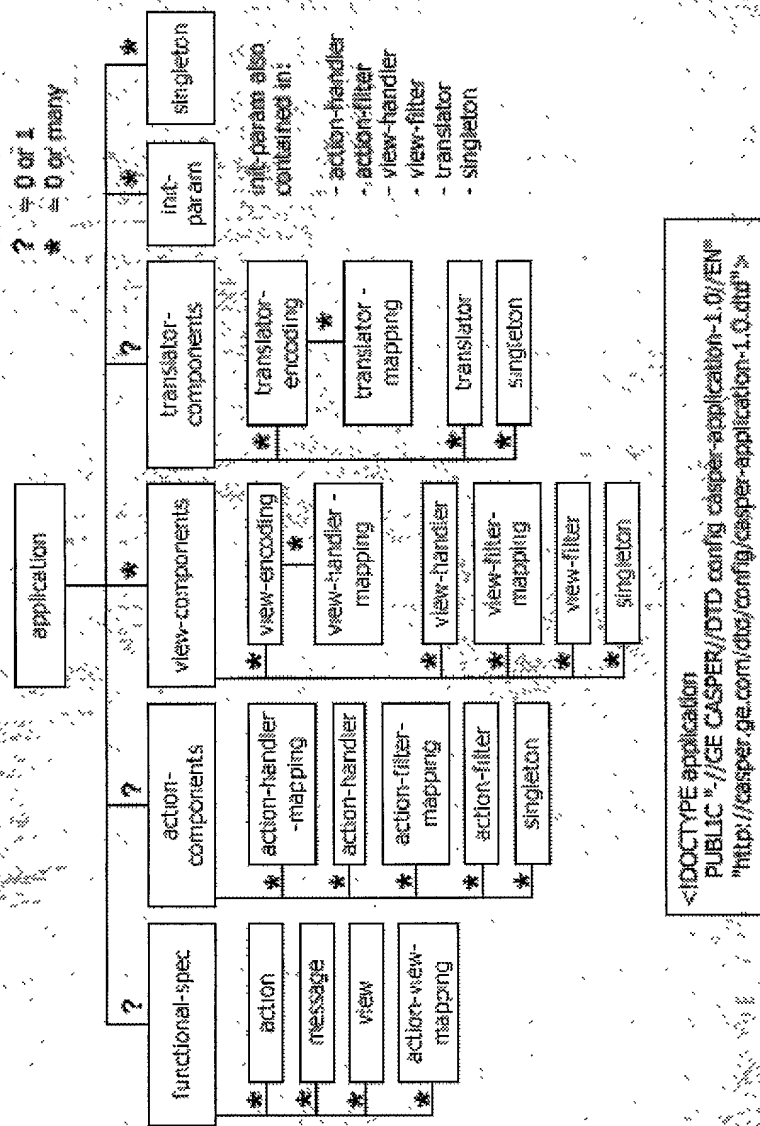 ? = 0 or 1
* = 0 or many
application
?
?
*
?
*
*
functional-spec
action-
components
view-components
translator-
components
init-
param
singleton
*
action
*
message
*
view
*
action-view-
mapping
*
action-handler
-mapping
*
action-handler
*
action-filter-
mapping
*
action-filter
*
singleton
*
view-encoding
*
view-handler -
mapping
*
view-handler
*
view-filter-
mapping
*
view-filter
*
singleton
*
translator-
encoding
*
translator -
mapping
*
translator
*
singleton
init-param also
contained in:
- action-handler
- action-filter
- view-handler
- view-filter
- translator
- singleton
<!DOCTYPE application
PUBLIC "-//GE CASPER//DTD config casper-application-1.0//EN"
"http://casper.ge.com/dtd/config/casper-application-1.0.dtd">